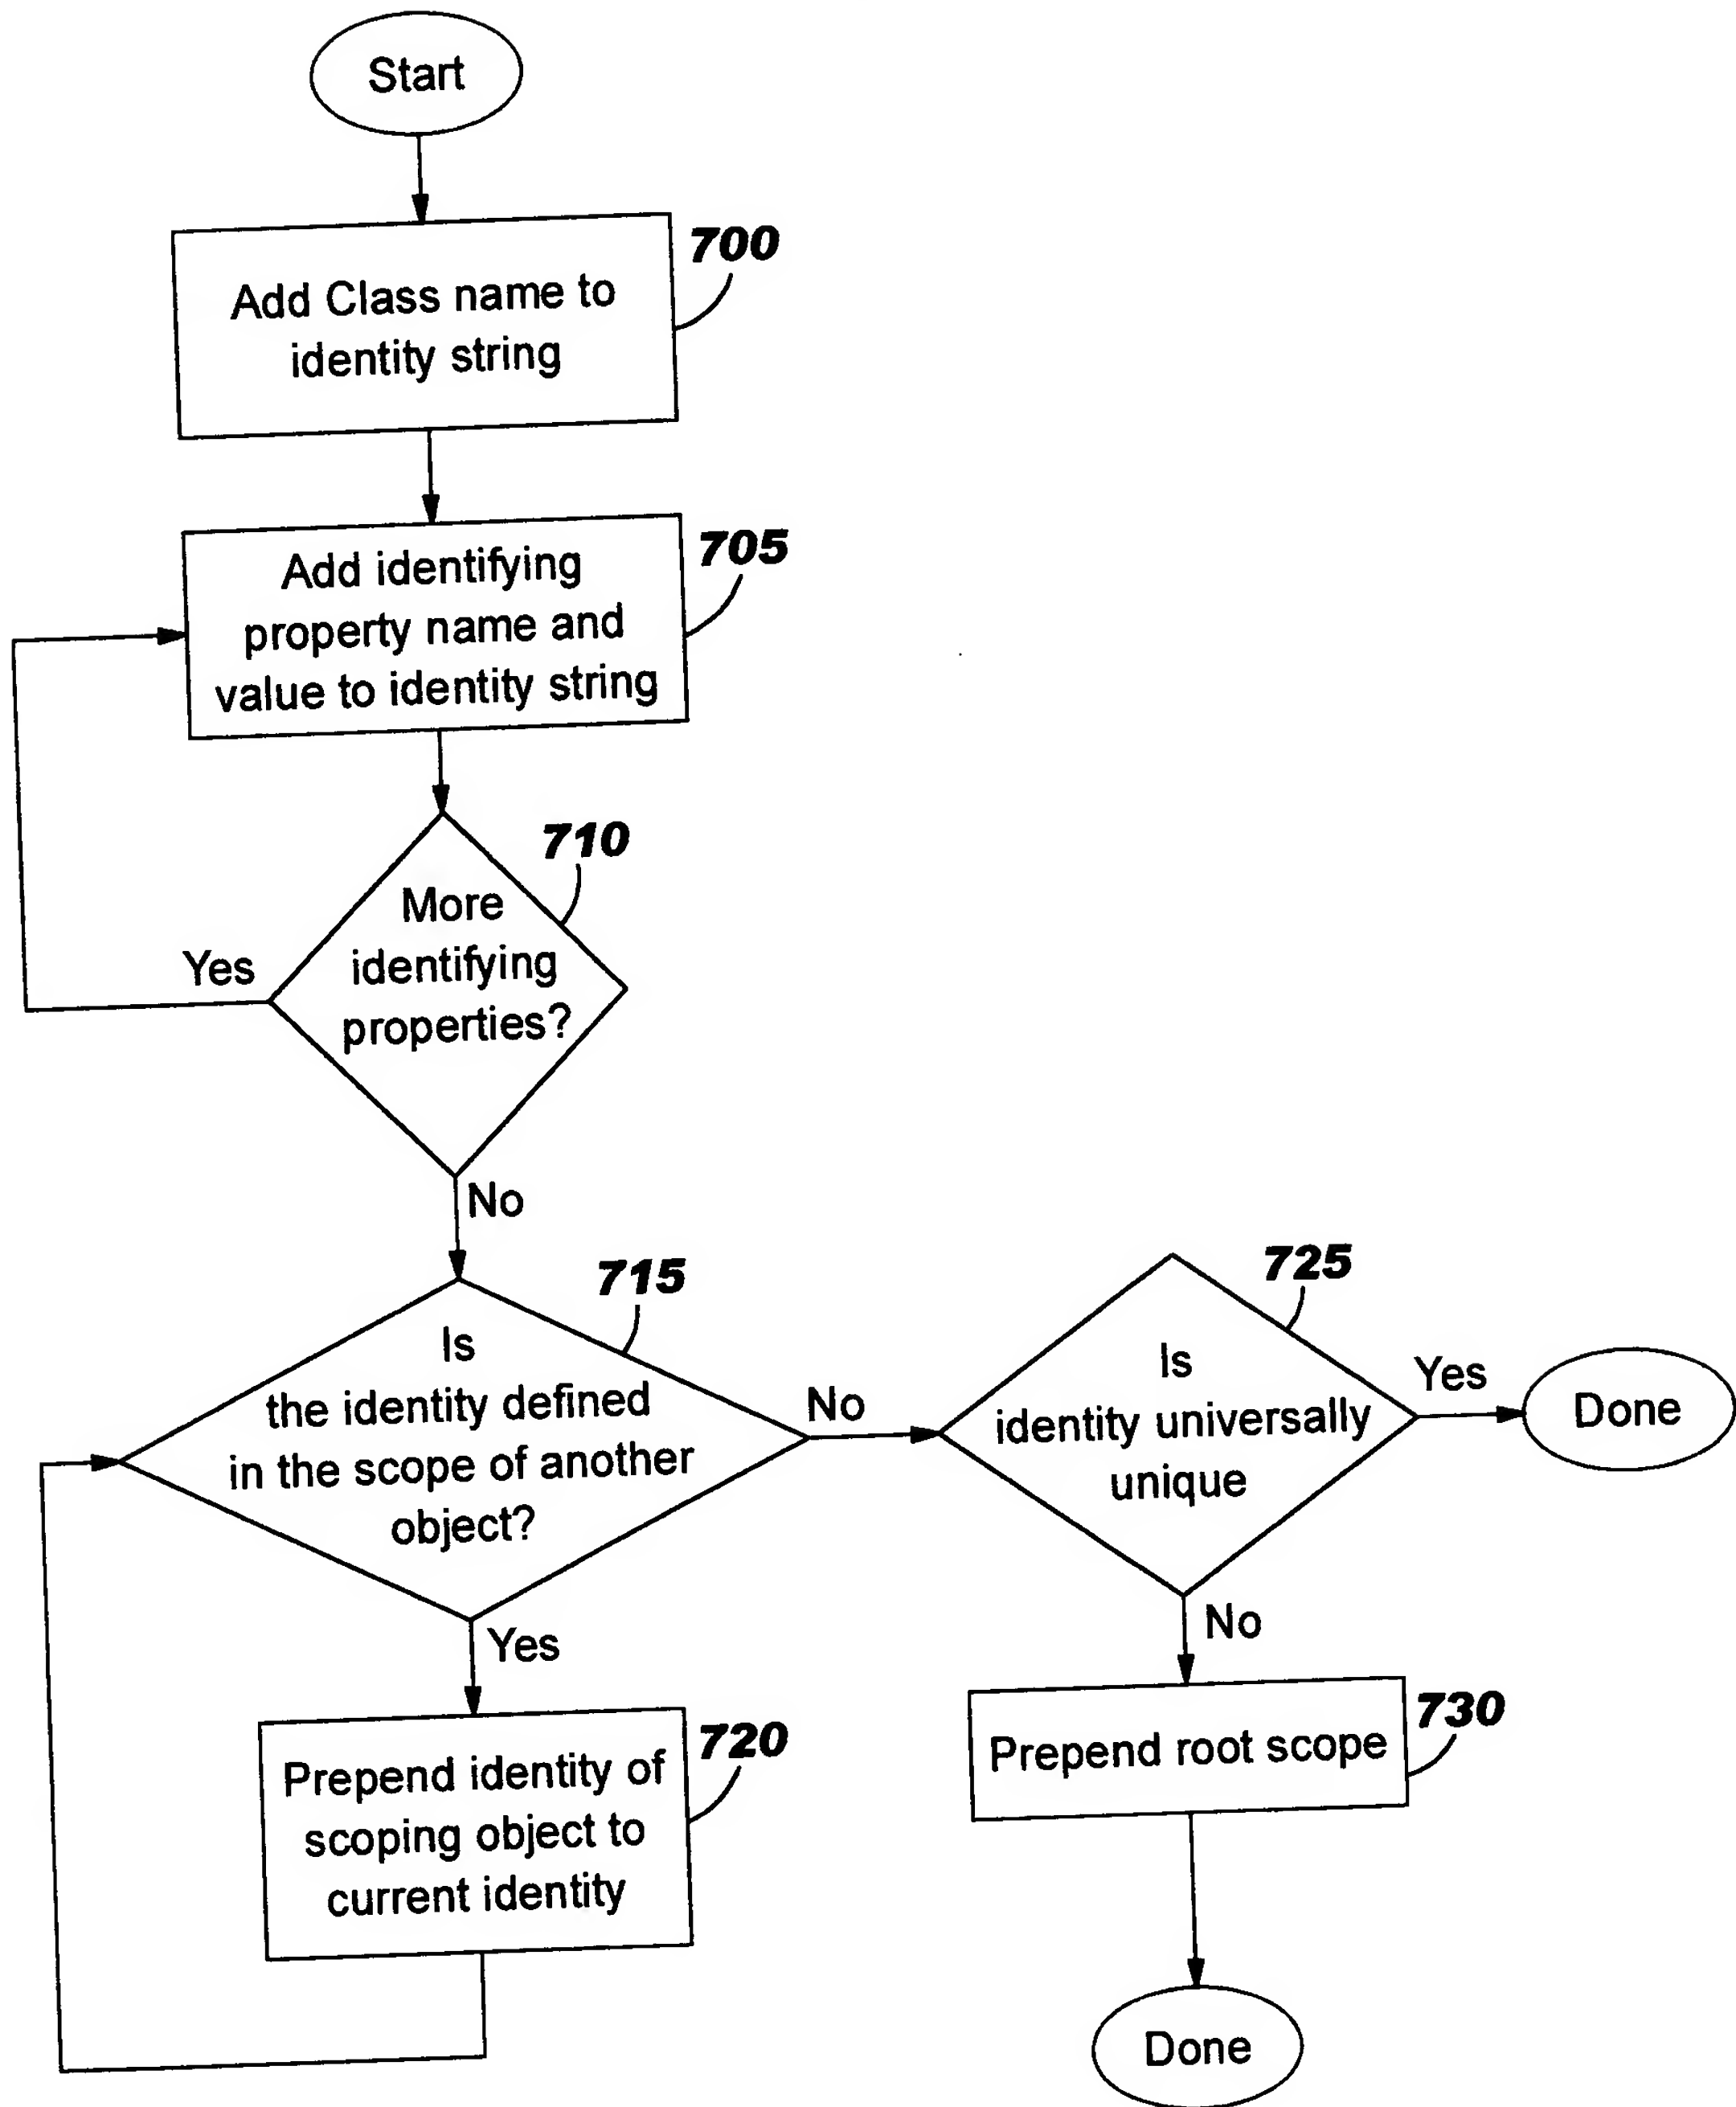 Start
700
Add Class name to
identity string
705
Add identifying
property name and
value to identity string
710
More
identifying
properties?
Yes
No
715
Is
the identity defined
in the scope of another
object?
No
725
Is
identity universally
unique
Yes
Done
Yes
No
720
Prepend identity of
scoping object to
current identity
730
Prepend root scope
Done